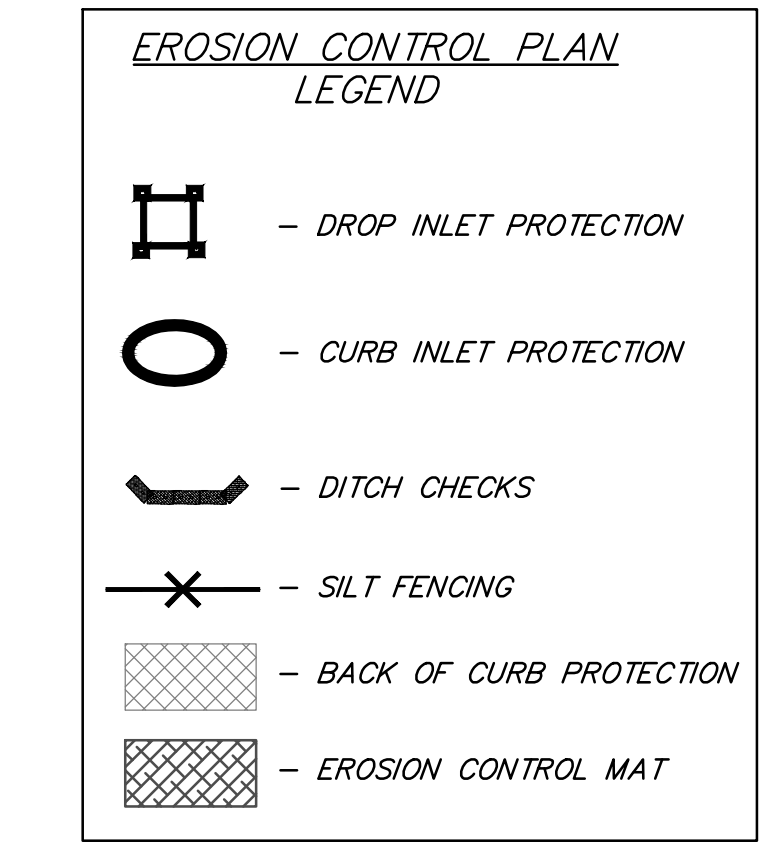 EROSION CONTROL PLAN
LEGEND
- DROP INLET PROTECTION
- CURB INLET PROTECTION
- DITCH CHECKS
- SILT FENCING
- BACK OF CURB PROTECTION
- EROSION CONTROL MAT